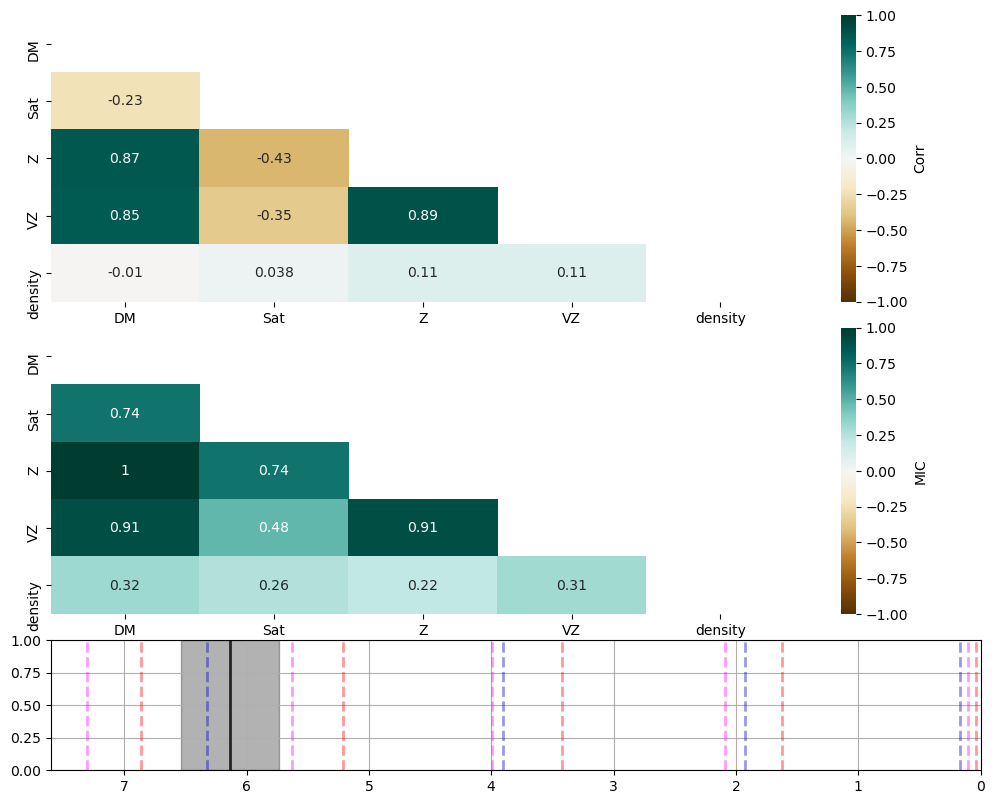 DM
Sat -0.23
Z 0.87 -0.43
VZ 0.85 -0.35 0.89
density -0.01 0.038 0.11 0.11
DM Sat Z VZ density
1.00
0.75
0.50
0.25
0.00
−0.25
−0.50
−0.75
−1.00
Corr
DM
Sat 0.74
Z 1 0.74
VZ 0.91 0.48 0.91
density 0.32 0.26 0.22 0.31
DM Sat Z VZ density
1.00
0.75
0.50
0.25
0.00
−0.25
−0.50
−0.75
−1.00
MIC
1.00
0.75
0.50
0.25
0.00
7 6 5 4 3 2 1 0